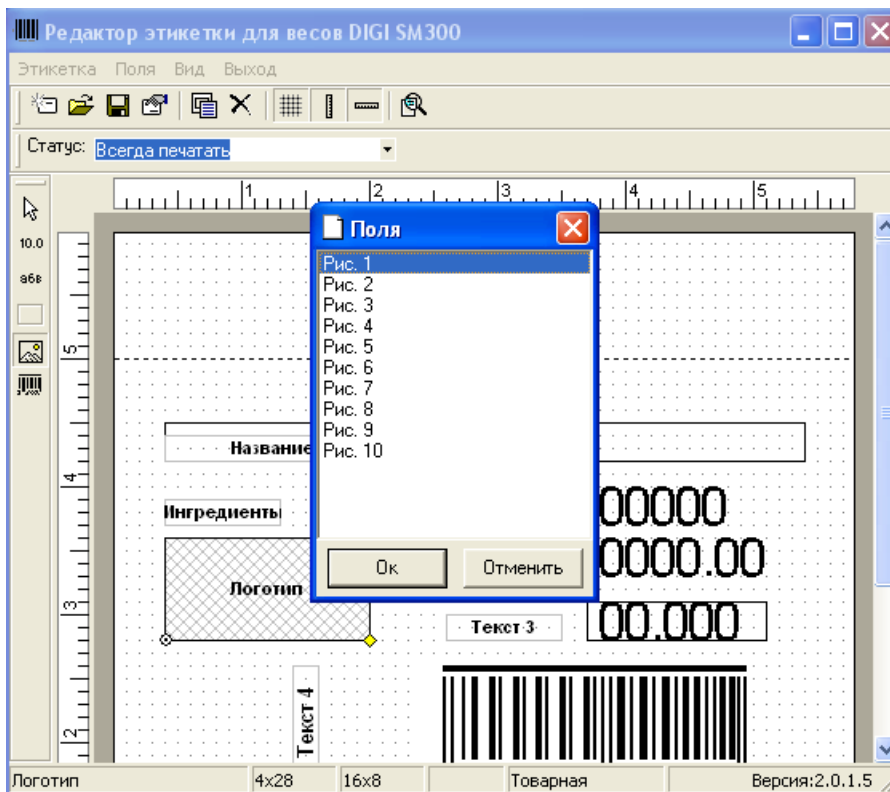 Редактор этикетки для весов DIGI SM300
Этикетка Поля Вид Выход
Статус: Всегда печатать
1 2 3 4 5
10.0
абв
5
4
3
2
Поля
Рис. 1
Рис. 2
Рис. 3
Рис. 4
Рис. 5
Рис. 6
Рис. 7
Рис. 8
Рис. 9
Рис. 10
Ок Отменить
Название
Ингредиенты
00000
0000.00
Логотип
Текст 3 00.000
Текст 4
Логотип 4x28 16x8 Товарная Версия:2.0.1.5